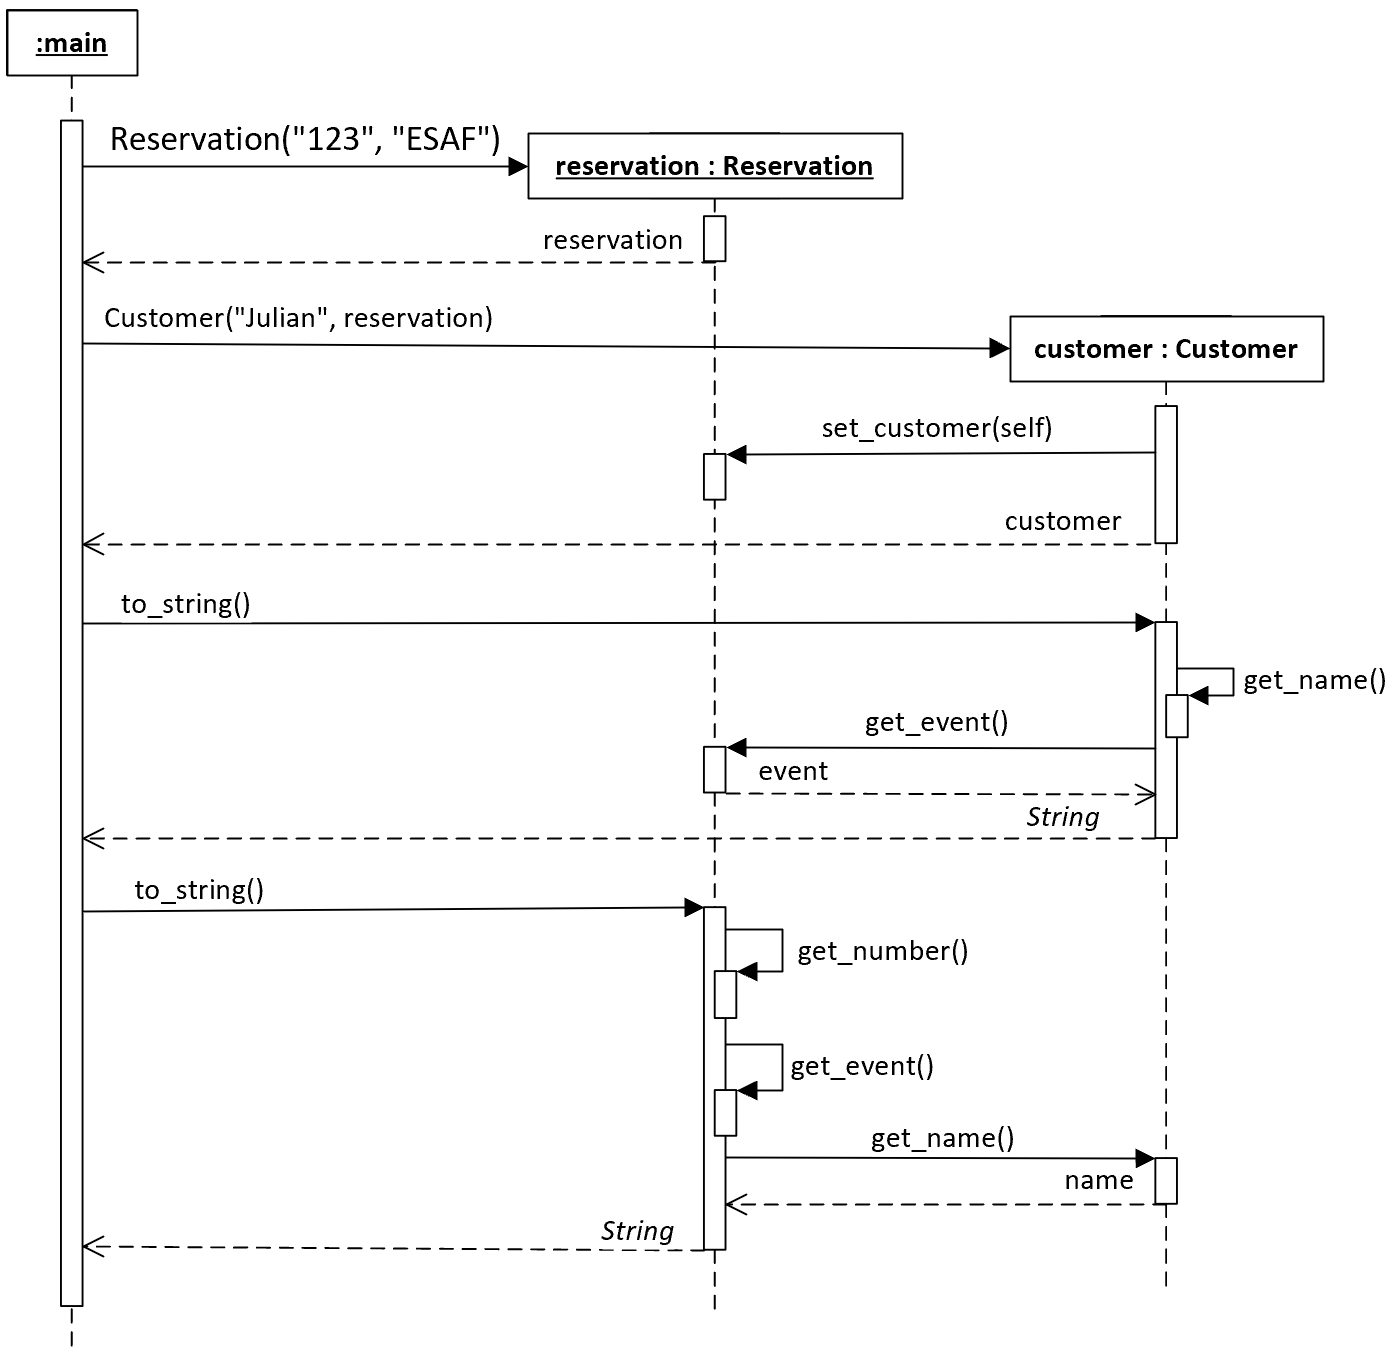 :main
Reservation("123", "ESAF")
reservation : Reservation
reservation
Customer("Julian", reservation)
customer : Customer
set_customer(self)
customer
to_string()
get_name()
get_event()
event
String
to_string()
get_number()
get_event()
get_name()
name
String